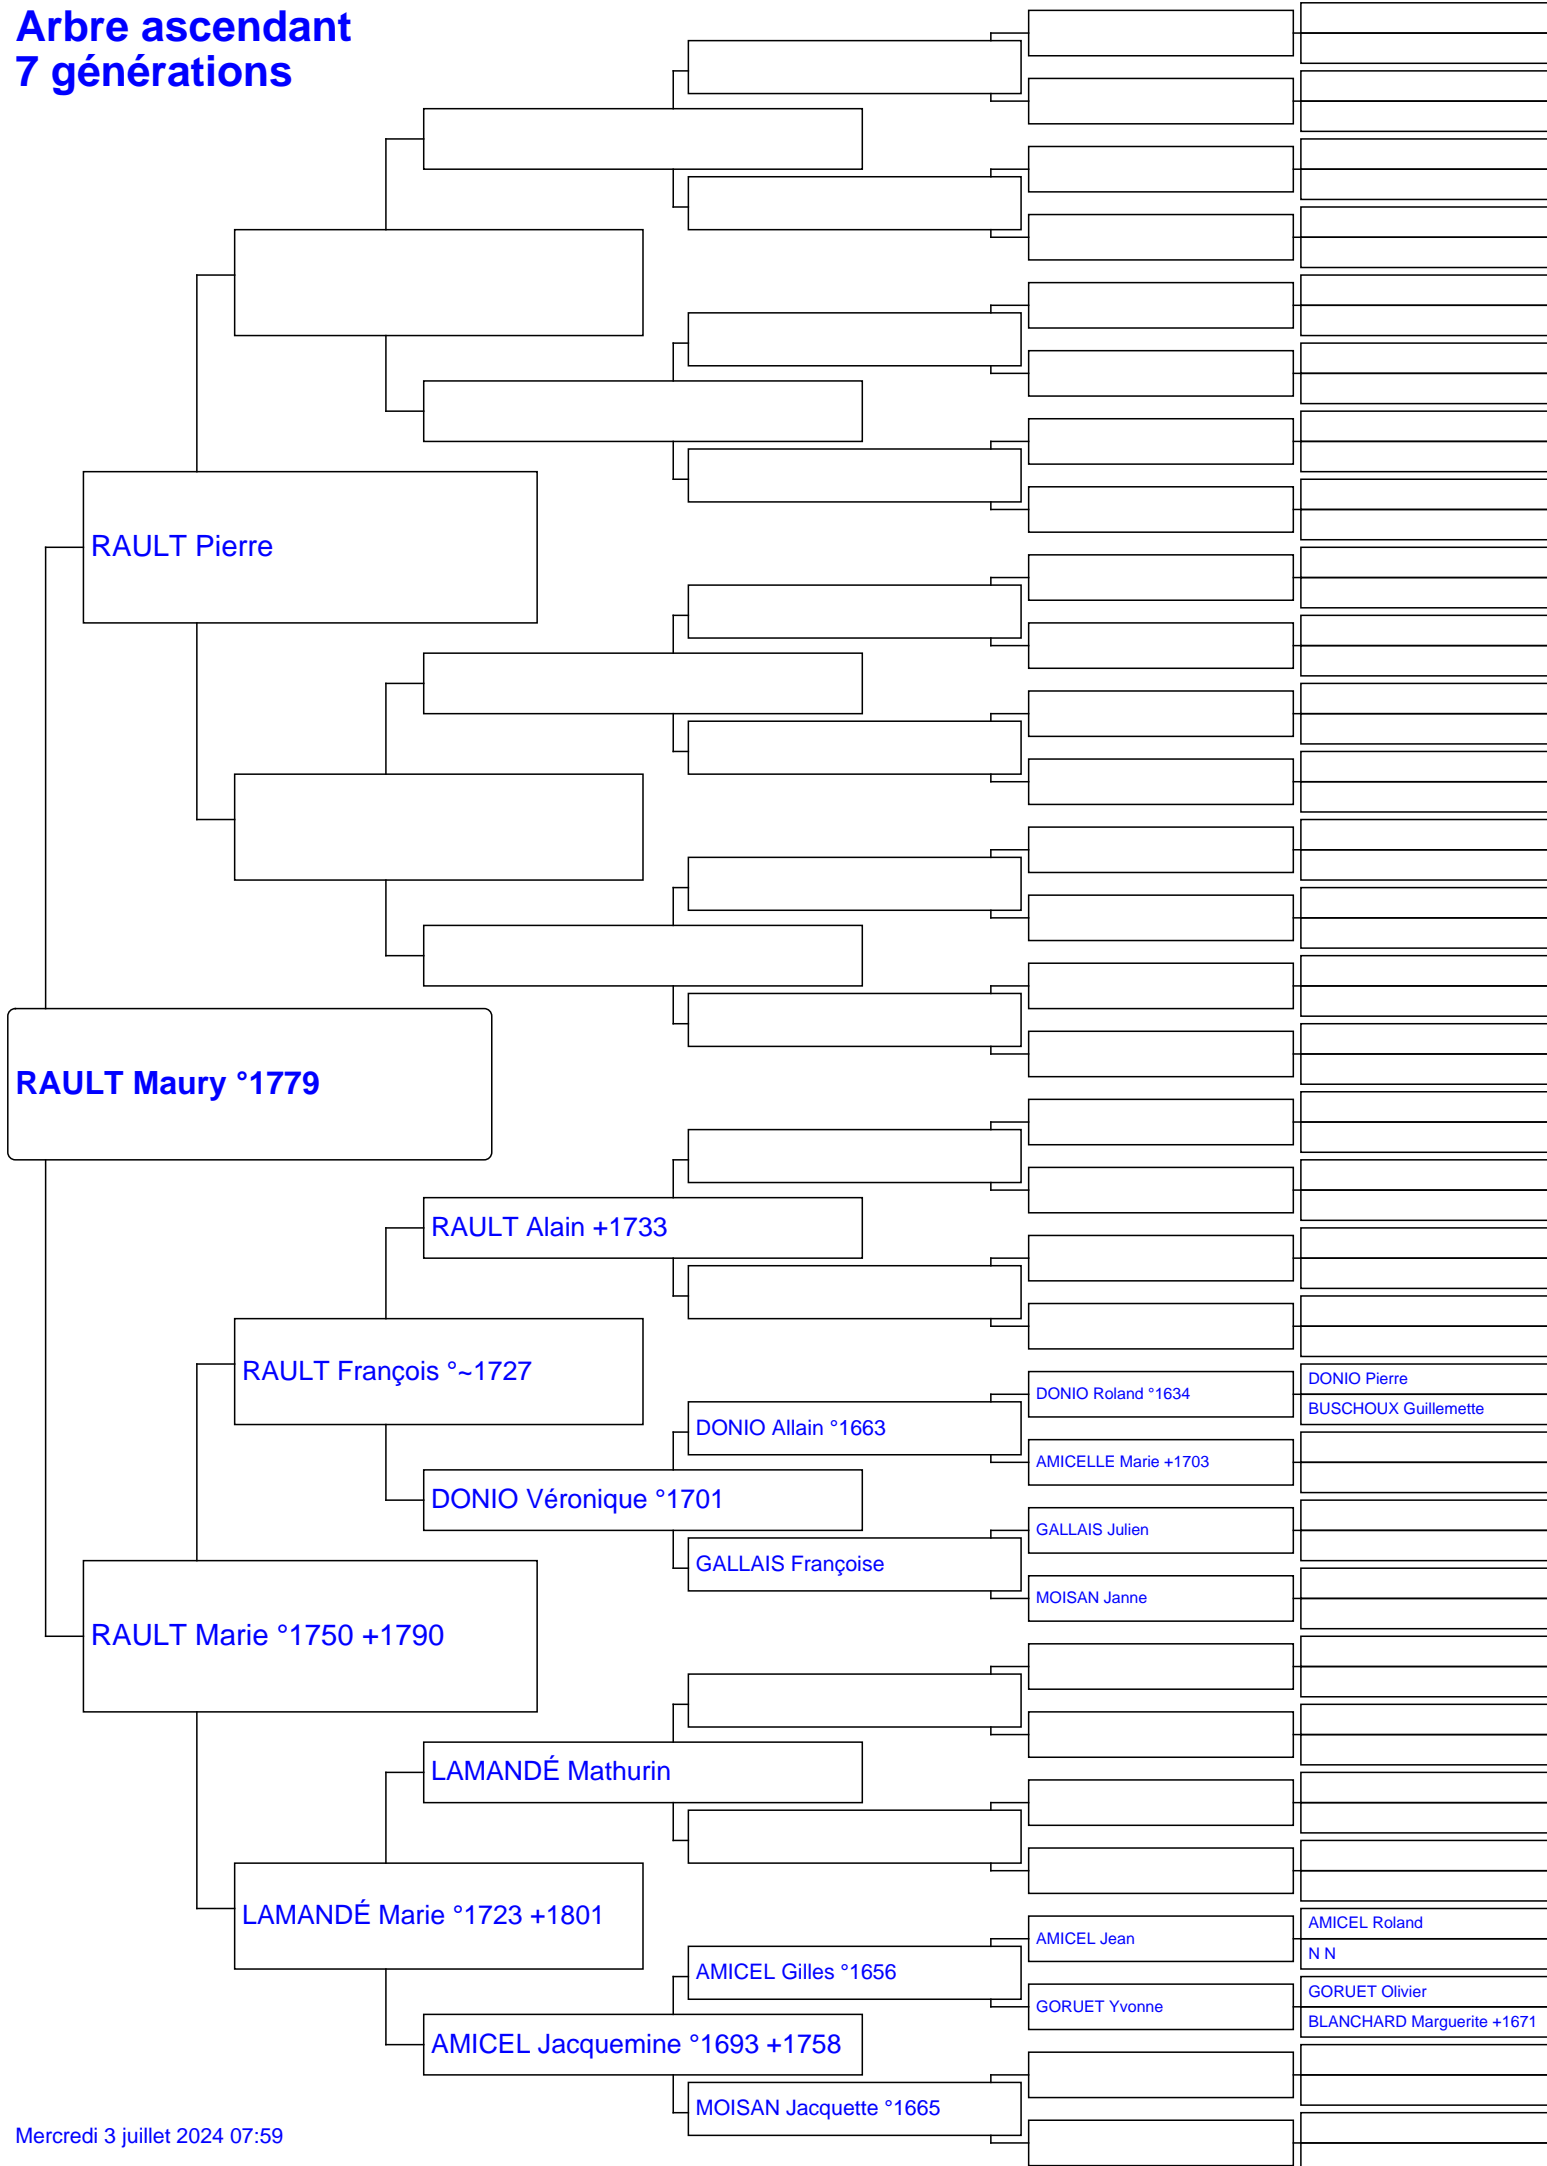 Arbre ascendant
7 générations
RAULT Pierre
RAULT Maury °1779
RAULT Alain +1733
RAULT François °~1727
DONIO Pierre
DONIO Roland °1634
BUSCHOUX Guillemette
DONIO Allain °1663
AMICELLE Marie +1703
DONIO Véronique °1701
GALLAIS Julien
GALLAIS Françoise
MOISAN Janne
RAULT Marie °1750 +1790
LAMANDÉ Mathurin
LAMANDÉ Marie °1723 +1801
AMICEL Roland
AMICEL Jean
N N
AMICEL Gilles °1656
GORUET Olivier
GORUET Yvonne
BLANCHARD Marguerite +1671
AMICEL Jacquemine °1693 +1758
MOISAN Jacquette °1665
Mercredi 3 juillet 2024 07:59